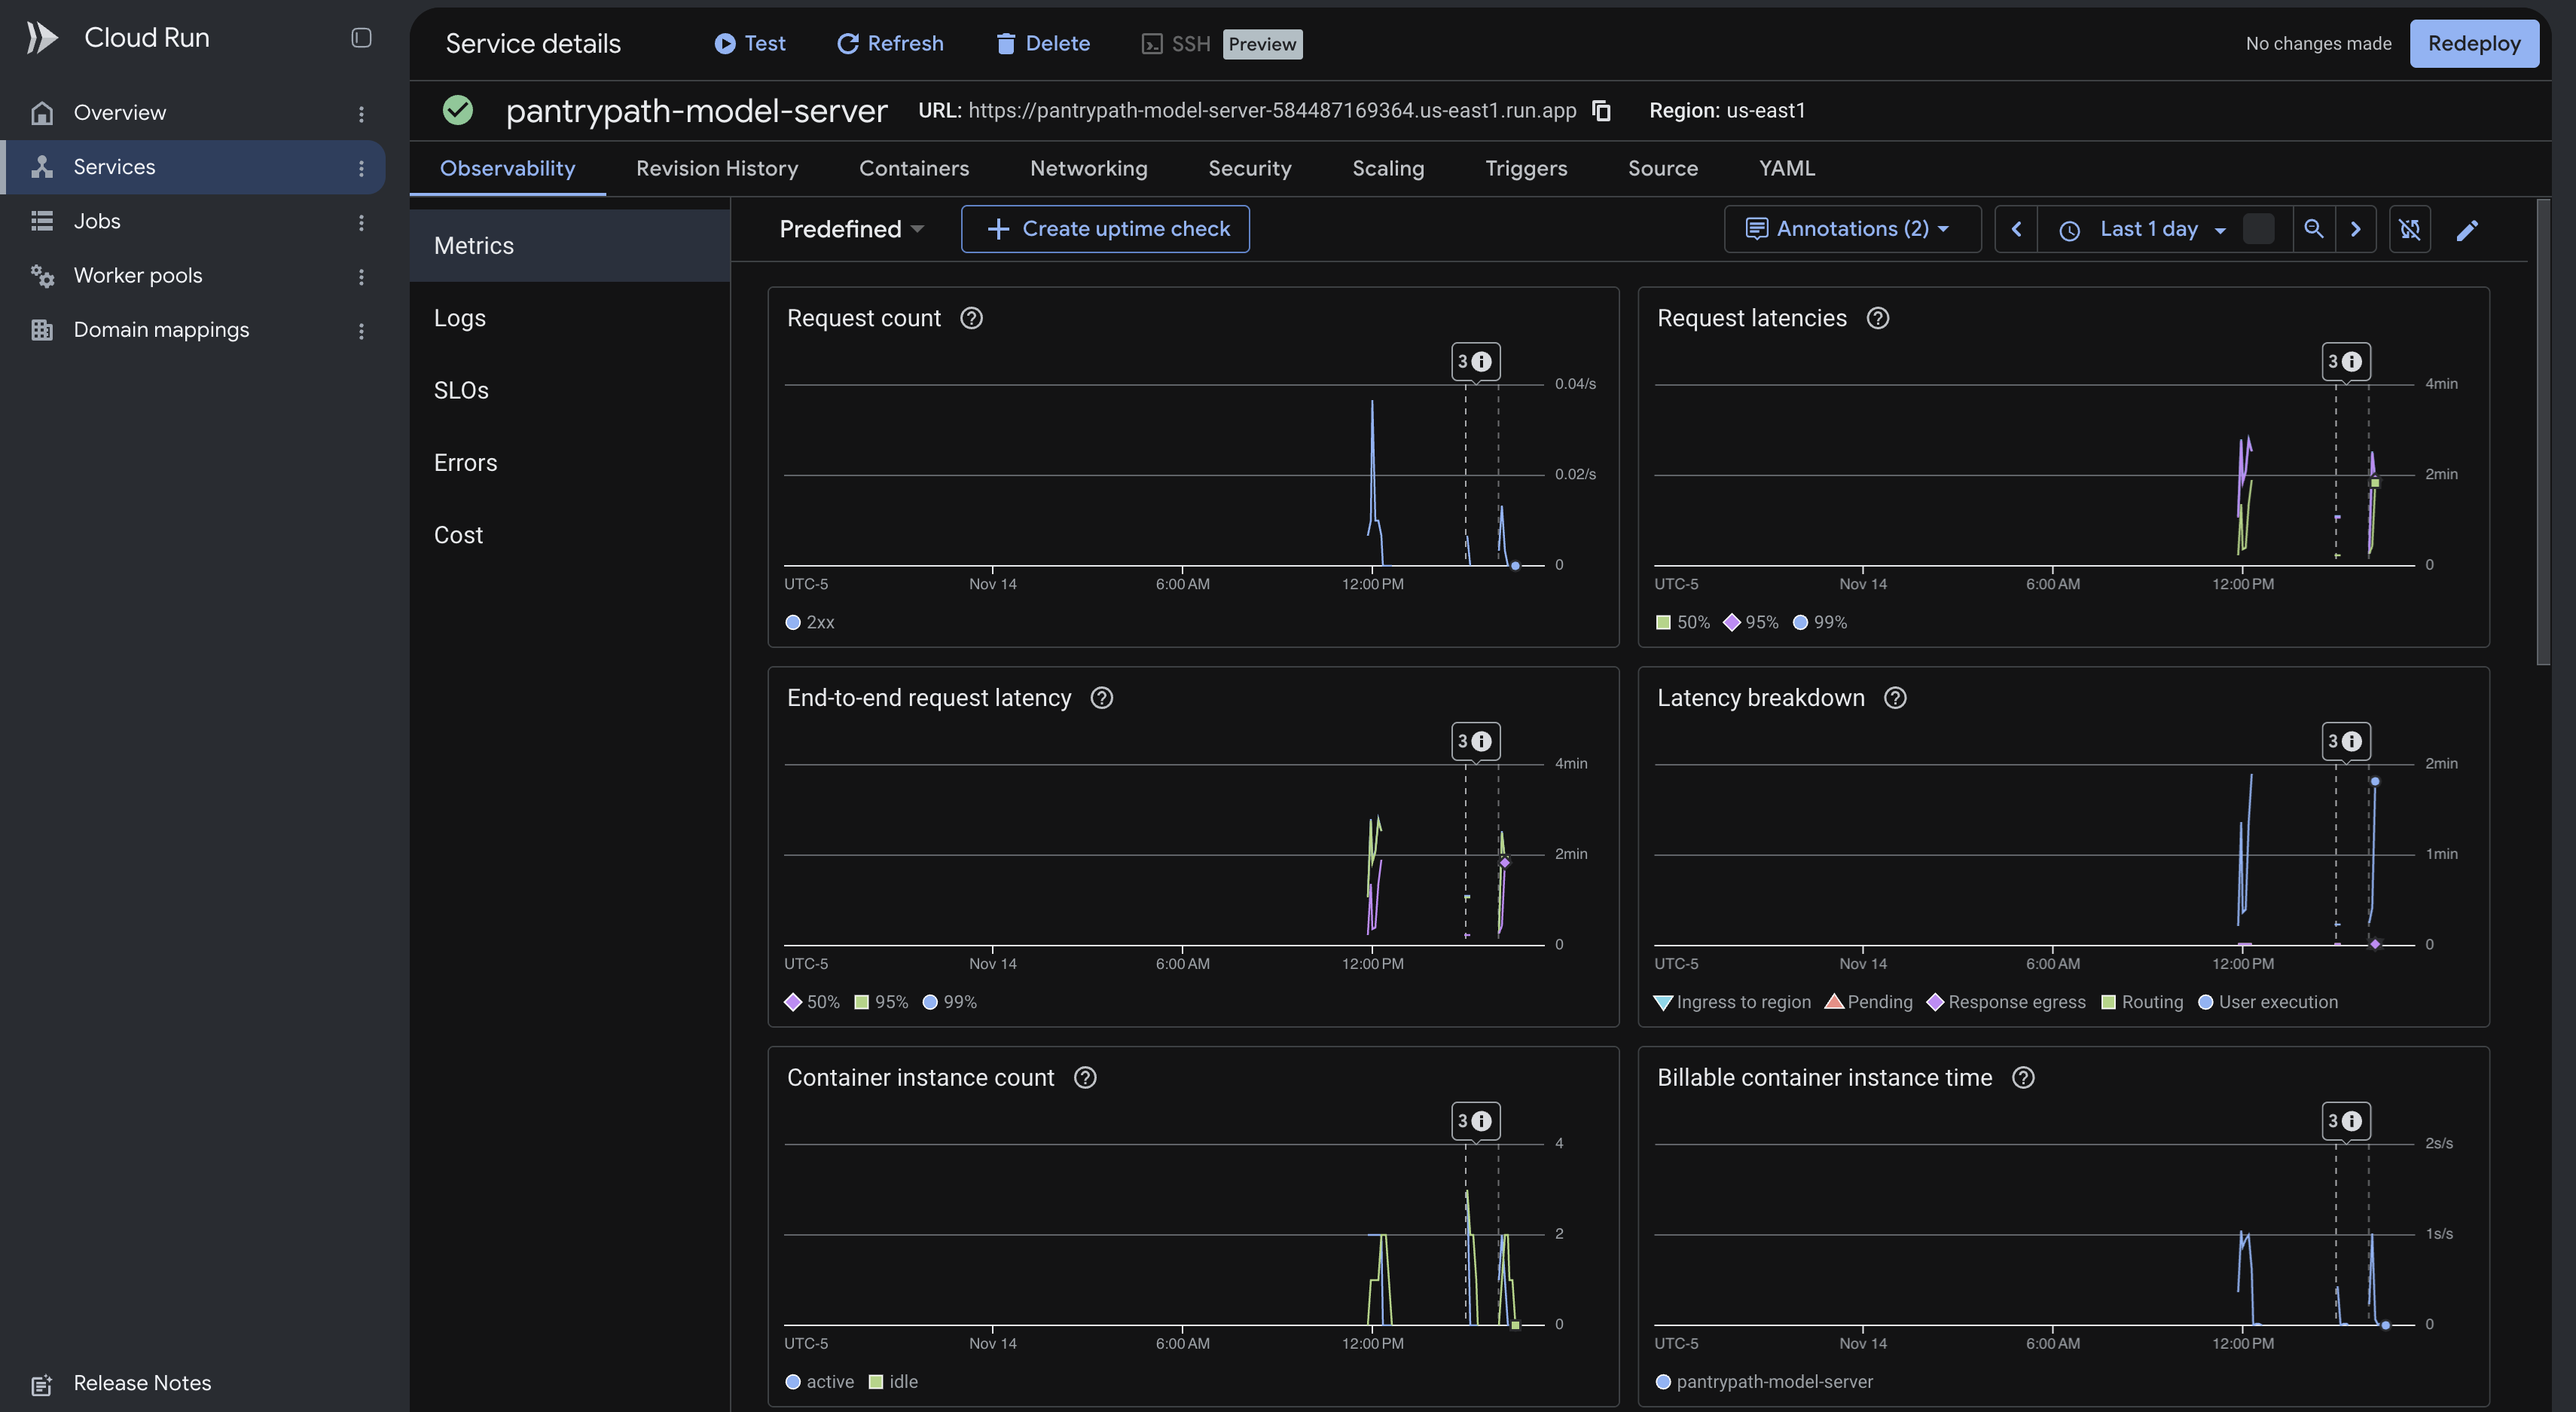 Cloud Run
Overview
Services
Jobs
Worker pools
Domain mappings
Release Notes
Service details
Test
Refresh
Delete
SSH
Preview
No changes made
Redeploy
pantrypath-model-server
URL: https://pantrypath-model-server-584487169364.us-east1.run.app
Region: us-east1
Observability
Revision History
Containers
Networking
Security
Scaling
Triggers
Source
YAML
Metrics
Logs
SLOs
Errors
Cost
Predefined
Create uptime check
Annotations (2)
Last 1 day
Request count
3
0.04/s
0.02/s
0
UTC-5
Nov 14
6:00 AM
12:00 PM
2xx
Request latencies
3
4min
2min
0
UTC-5
Nov 14
6:00 AM
12:00 PM
50%
95%
99%
End-to-end request latency
3
4min
2min
0
UTC-5
Nov 14
6:00 AM
12:00 PM
50%
95%
99%
Latency breakdown
3
2min
1min
0
UTC-5
Nov 14
6:00 AM
12:00 PM
Ingress to region
Pending
Response egress
Routing
User execution
Container instance count
3
4
2
0
UTC-5
Nov 14
6:00 AM
12:00 PM
active
idle
Billable container instance time
3
2s/s
1s/s
0
UTC-5
Nov 14
6:00 AM
12:00 PM
pantrypath-model-server